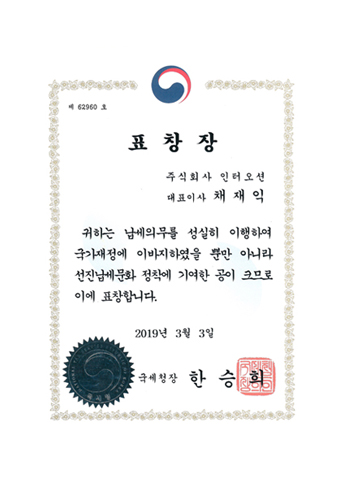 제 62960 호
표 창 장
주식회사 인터오션
대표이사 채 재 익
귀하는 납세의무를 성실히 이행하여
국가재정에 이바지하였을 뿐만 아니라
선진납세문화 정착에 기여한 공이 크므로
이에 표창합니다.
2019년 3월 3일
국세청장 한 승 희